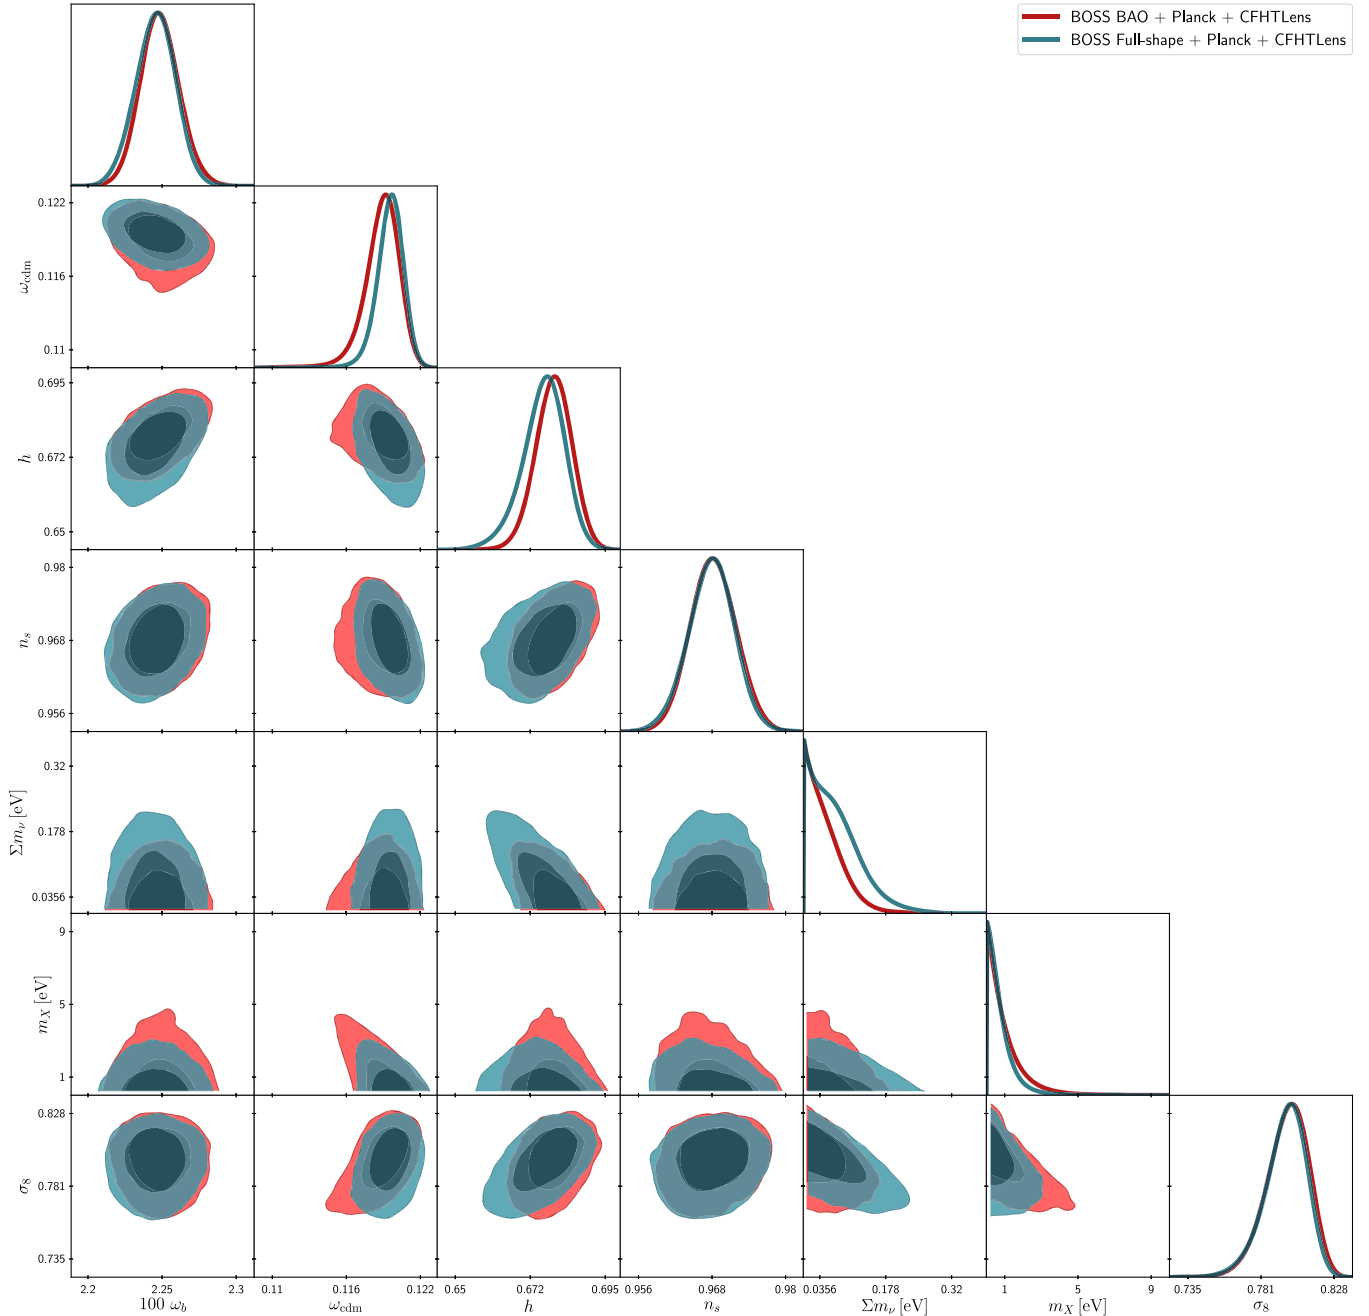 BOSS BAO + Planck + CFHTLens
BOSS Full-shape + Planck + CFHTLens
0.122
0.116
0.11
ω_cdm
0.695
0.672
0.65
h
0.98
0.968
0.956
n_s
0.32
0.178
0.0356
Σm_ν [eV]
9
5
1
m_X [eV]
0.828
0.781
0.735
σ_8
2.2 2.25 2.3 0.11 0.116 0.122 0.65 0.672 0.695 0.956 0.968 0.98 0.0356 0.178 0.32 1 5 9 0.735 0.781 0.828
100 ω_b ω_cdm h n_s Σm_ν [eV] m_X [eV] σ_8